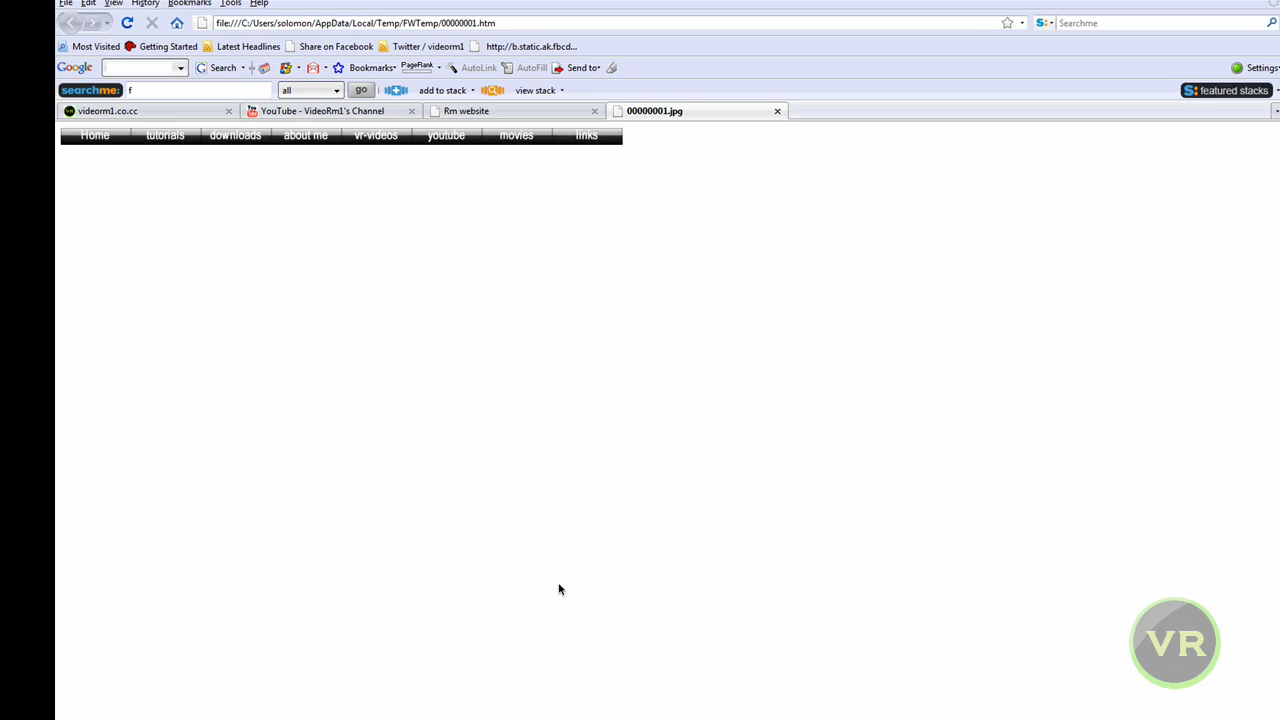 File Edit View History Bookmarks Tools Help
file:///C:/Users/solomon/AppData/Local/Temp/FWTemp/00000001.htm S: Searchme
Most Visited Getting Started Latest Headlines Share on Facebook Twitter / videorm1 http://b.static.ak.fbcd...
Google G Search Bookmarks PageRank AutoLink AutoFill Send to Settings
searchme: f all go add to stack view stack S: featured stacks
videorm1.co.cc YouTube - VideoRm1's Channel Rm website 00000001.jpg
Home tutorials downloads about me vr-videos youtube movies links
VR